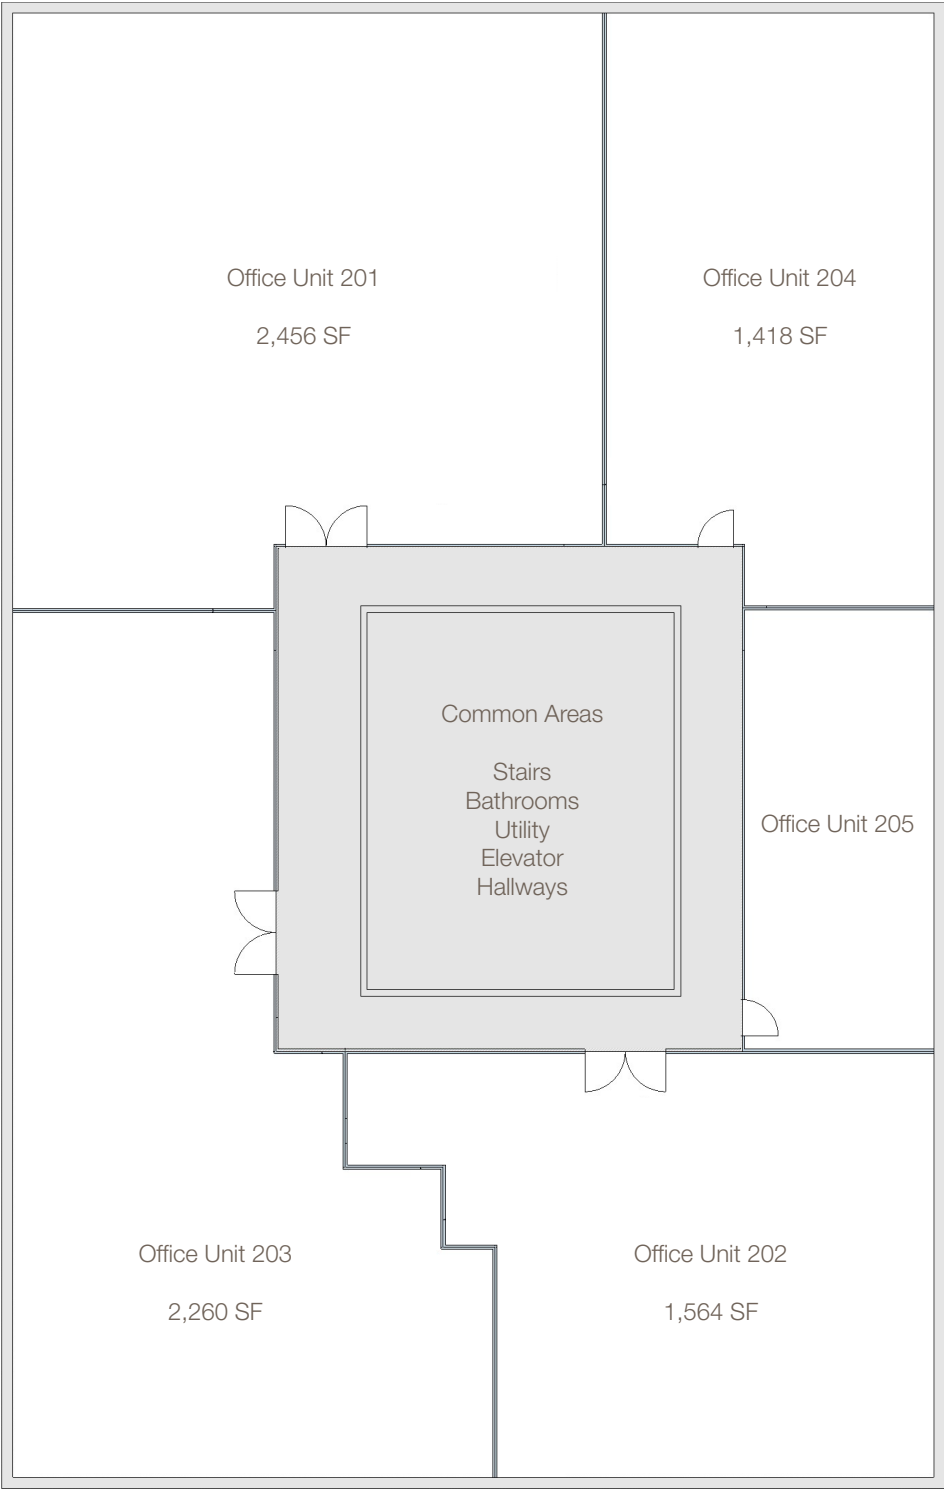 Office Unit 201
2,456 SF
Office Unit 204
1,418 SF
Common Areas
Stairs
Bathrooms
Utility
Elevator
Hallways
Office Unit 205
Office Unit 203
2,260 SF
Office Unit 202
1,564 SF